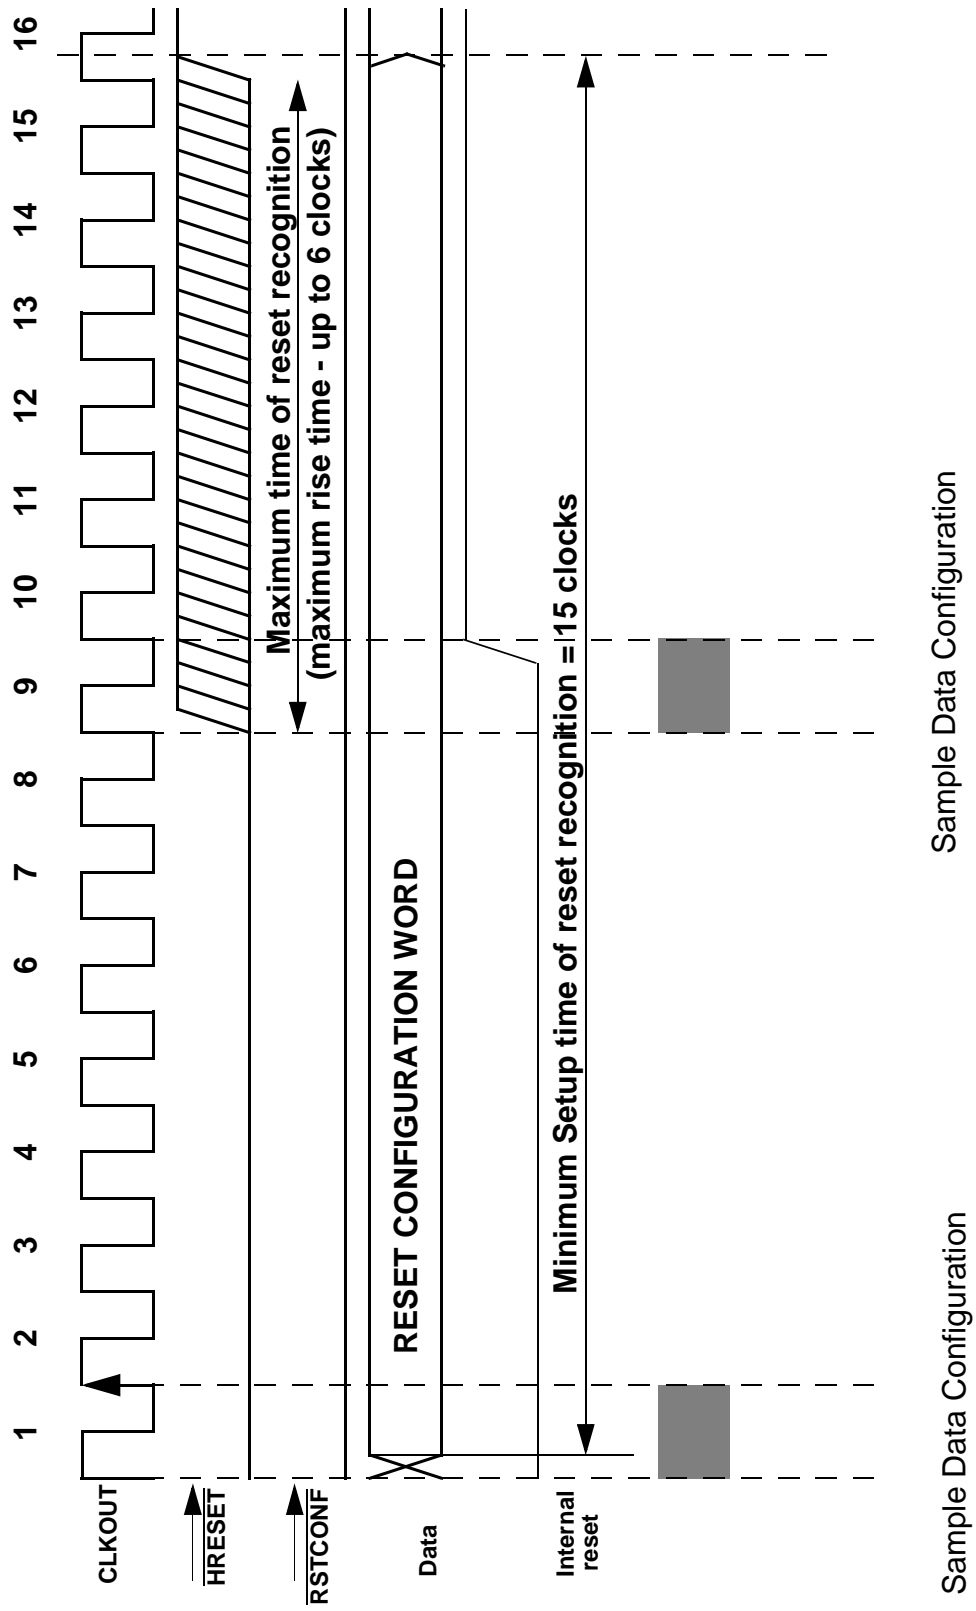 1 2 3 4 5 6 7 8 9 10 11 12 13 14 15 16
CLKOUT
HRESET
Maximum time of reset recognition
(maximum rise time - up to 6 clocks)
RSTCONF
Data
RESET CONFIGURATION WORD
Internal
reset
Minimum Setup time of reset recognition = 15 clocks
Sample Data Configuration
Sample Data Configuration